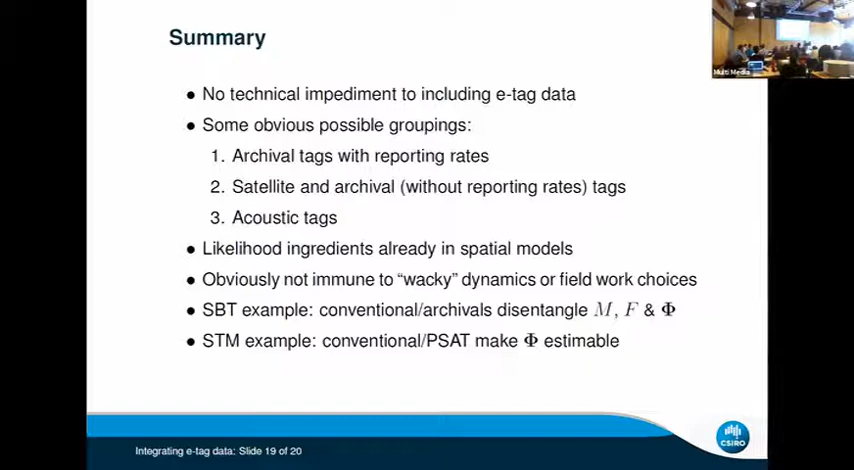 Summary
Multi Media
● No technical impediment to including e-tag data
● Some obvious possible groupings:
1. Archival tags with reporting rates
2. Satellite and archival (without reporting rates) tags
3. Acoustic tags
● Likelihood ingredients already in spatial models
● Obviously not immune to “wacky” dynamics or field work choices
● SBT example: conventional/archivals disentangle M, F & Φ
● STM example: conventional/PSAT make Φ estimable
Integrating e-tag data: Slide 19 of 20
CSIRO